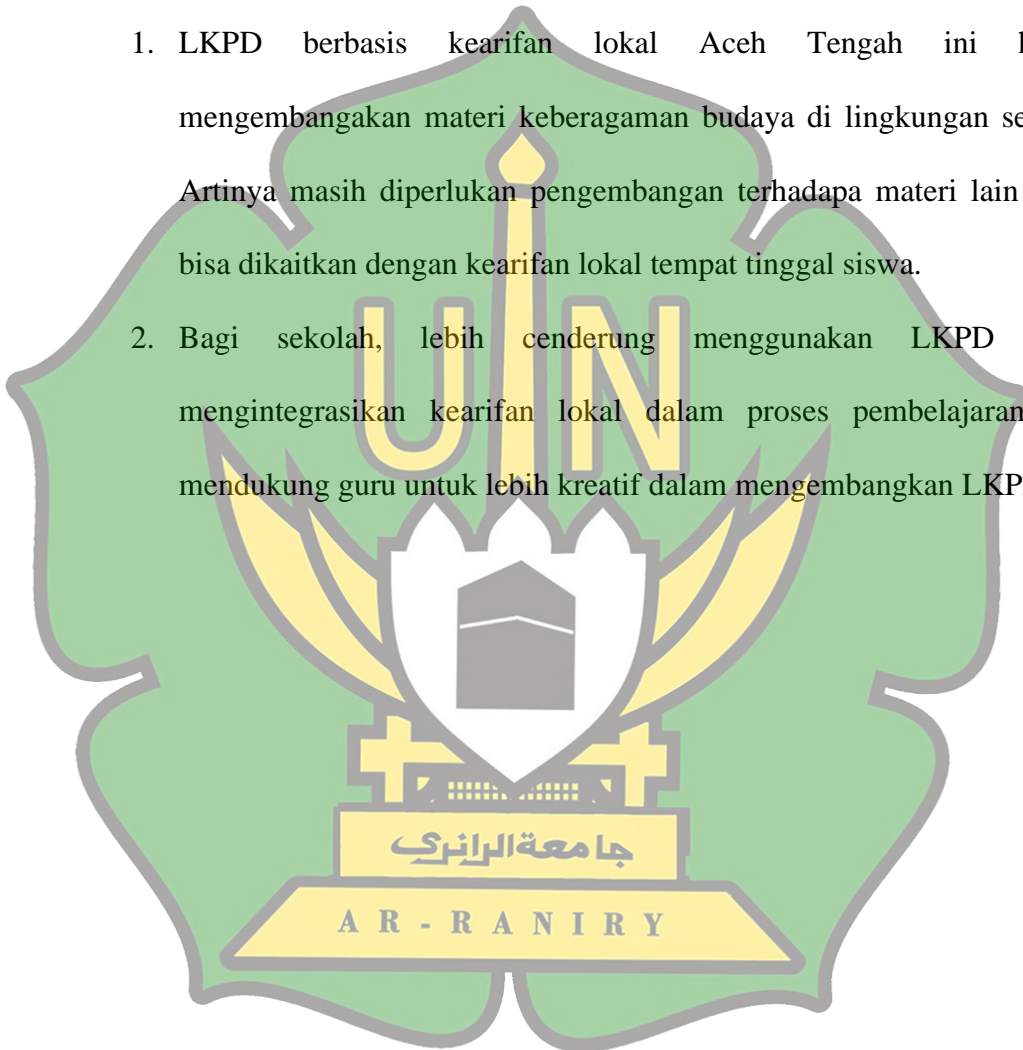 1. LKPD berbasis kearifan lokal Aceh Tengah ini
mengembangakan materi keberagaman budaya di lingkungan
Artinya masih diperlukan pengembangan terhadapa materi lain
bisa dikaitkan dengan kearifan lokal tempat tinggal siswa.
2. Bagi sekolah, lebih cenderung menggunakan LKPD
mengintegrasikan kearifan lokal dalam proses pembelajaran
mendukung guru untuk lebih kreatif dalam mengembangkan
UIN
جامعة الرانري
AR-RANIRY